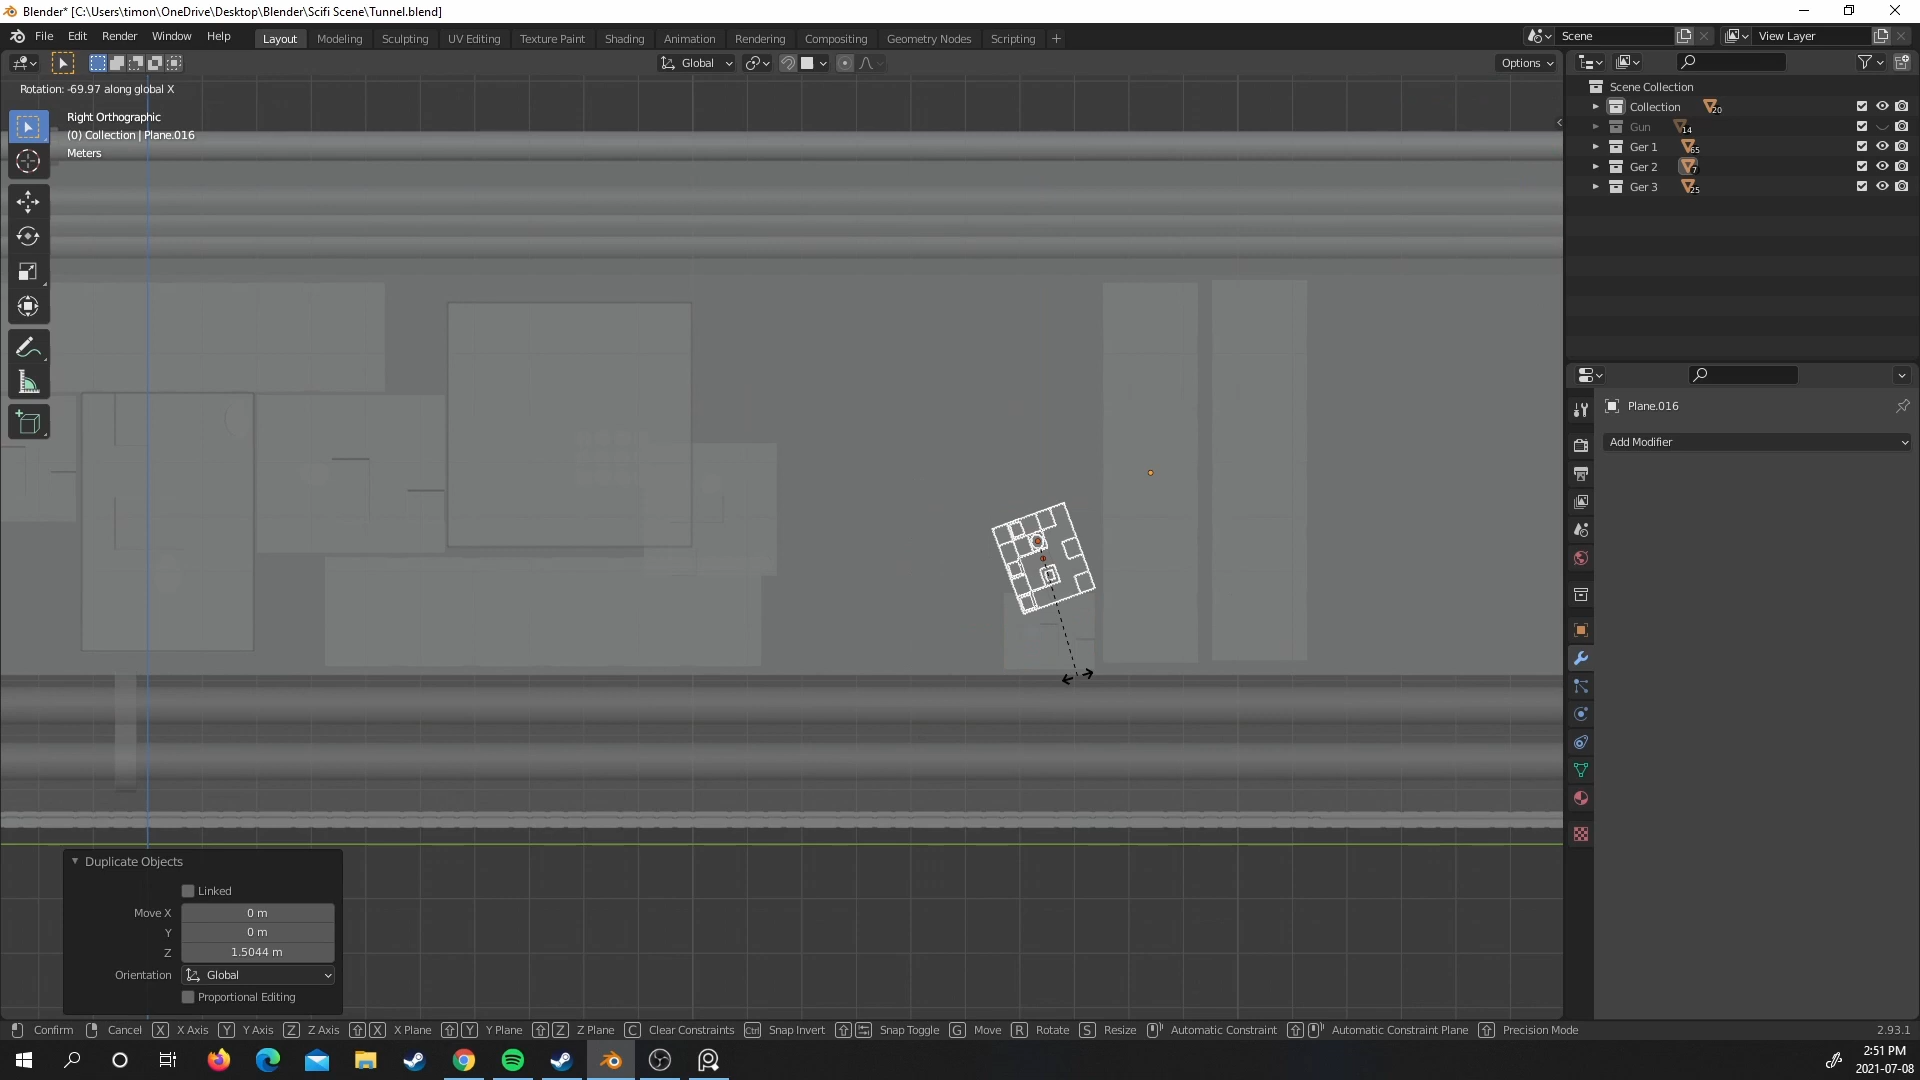 Blender* [C:\Users\timon\OneDrive\Desktop\Blender\Scifi Scene\Tunnel.blend]
File Edit Render Window Help Layout Modeling Sculpting UV Editing Texture Paint Shading Animation Rendering Compositing Geometry Nodes Scripting + Scene View Layer
Global Options
Rotation: -69.97 along global X
Right Orthographic
(0) Collection | Plane.016
Meters
Scene Collection
Collection 20
Gun 14
Ger 1 65
Ger 2 7
Ger 3 25
Plane.016
Add Modifier
Duplicate Objects
Linked
Move X 0 m
Y 0 m
Z 1.5044 m
Orientation Global
Proportional Editing
Confirm Cancel X X Axis Y Y Axis Z Z Axis X X Plane Y Y Plane Z Z Plane C Clear Constraints Ctrl Snap Invert Snap Toggle G Move R Rotate S Resize Automatic Constraint Automatic Constraint Plane Precision Mode 2.93.1
2:51 PM
2021-07-08